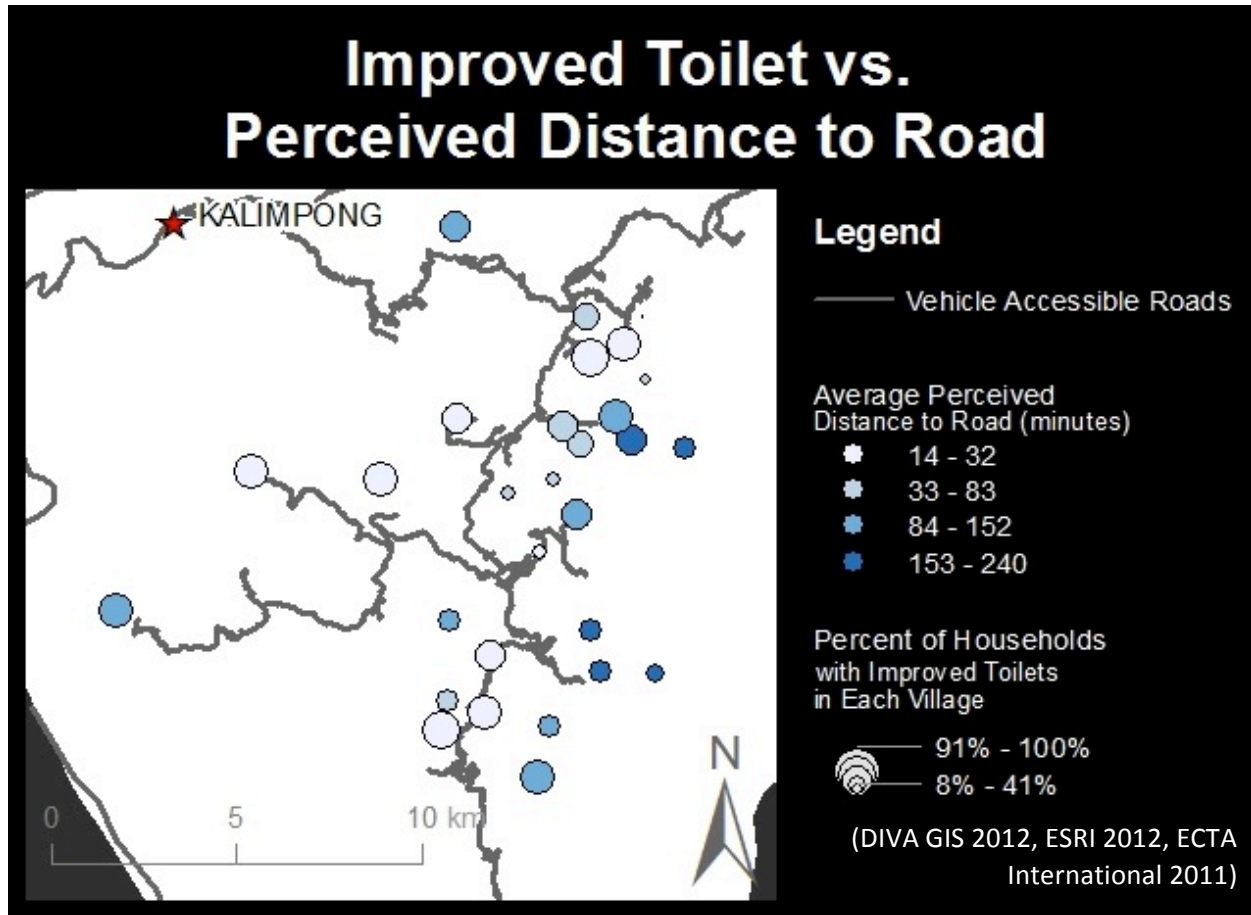 Improved Toilet vs.
Perceived Distance to Road
KALIMPONG
Legend
Vehicle Accessible Roads
Average Perceived
Distance to Road (minutes)
14 - 32
33 - 83
84 - 152
153 - 240
Percent of Households
with Improved Toilets
in Each Village
91% - 100%
8% - 41%
N
0 5 10 km
(DIVA GIS 2012, ESRI 2012, ECTA
International 2011)